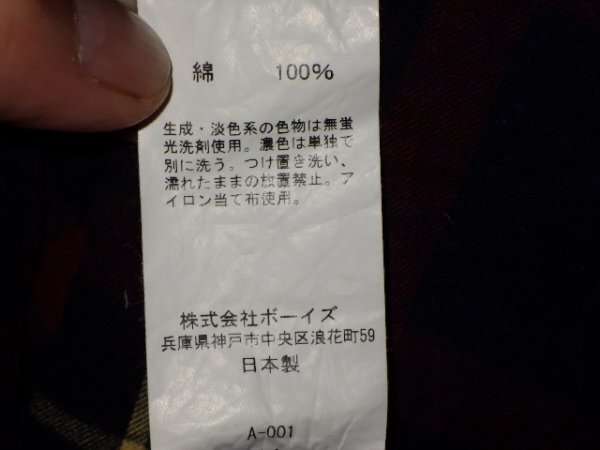 綿 100%
生成・淡色系の色物は無蛍
光洗剤使用。濃色は単独で
別に洗う。つけ置き洗い、
濡れたままの放置禁止。ア
イロン当て布使用。
株式会社ボーイズ
兵庫県神戸市中央区浪花町59
日本製
A-001